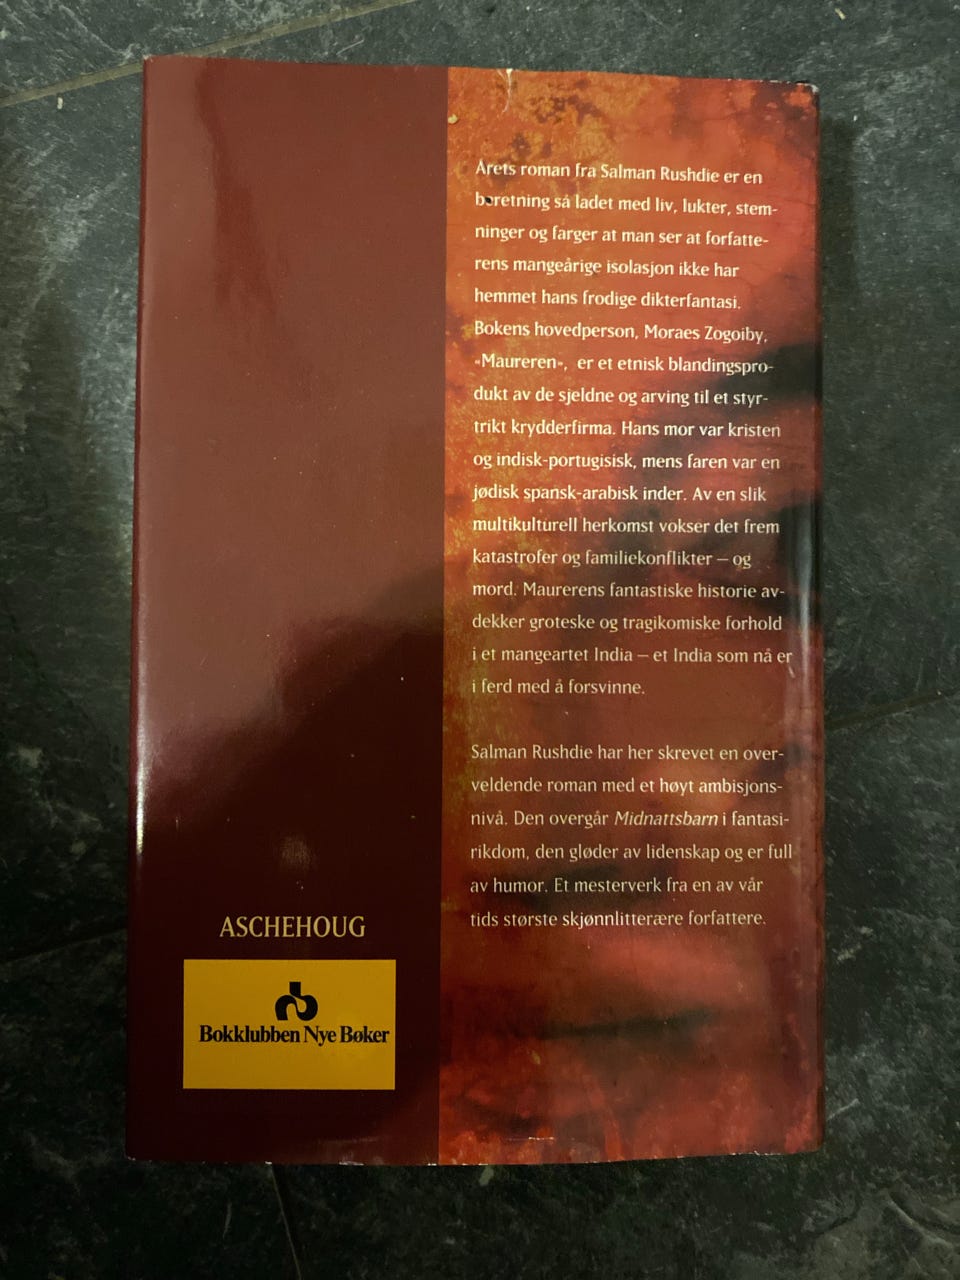 Årets roman fra Salman Rushdie er en
beretning så ladet med liv, lukter, stem-
ninger og farger at man ser at forfatte-
rens mangeårige isolasjon ikke har
hemmet hans frodige dikterfantasi.
Bokens hovedperson, Moraes Zogoiby,
«Maureren», er et etnisk blandingspro-
dukt av de sjeldne og arving til et styr-
trikt krydderfirma. Hans mor var kristen
og indisk-portugisisk, mens faren var en
jødisk spansk-arabisk inder. Av en slik
multikulturell herkomst vokser det frem
katastrofer og familiekonflikter – og
mord. Maurerens fantastiske historie av-
dekker groteske og tragikomiske forhold
i et mangeartet India – et India som nå er
i ferd med å forsvinne.
Salman Rushdie har her skrevet en over-
veldende roman med et høyt ambisjons-
nivå. Den overgår Midnattsbarn i fantasi-
rikdom, den gløder av lidenskap og er full
av humor. Et mesterverk fra en av vår
tids største skjønnlitterære forfattere.
ASCHEHOUG
Bokklubben Nye Bøker